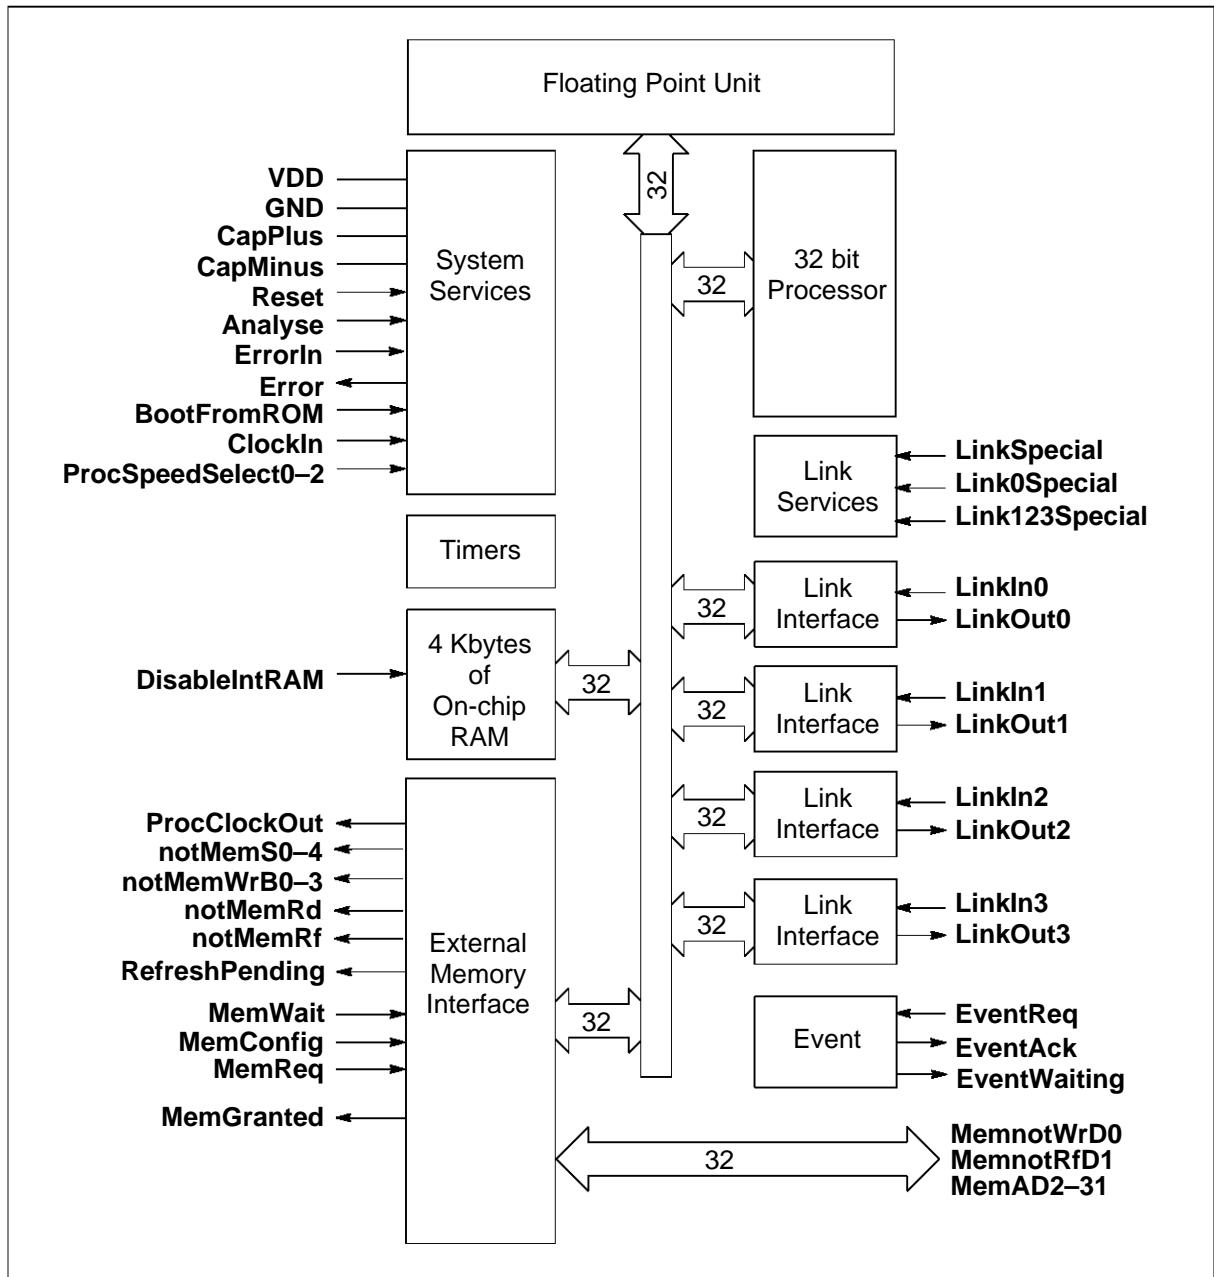 Floating Point Unit
32
VDD
GND
CapPlus
CapMinus
Reset
Analyse
ErrorIn
Error
BootFromROM
ClockIn
ProcSpeedSelect0–2
System
Services
32
32 bit
Processor
Link
Services
LinkSpecial
Link0Special
Link123Special
Timers
32
Link
Interface
LinkIn0
LinkOut0
DisableIntRAM
4 Kbytes
of
On-chip
RAM
32
32
Link
Interface
LinkIn1
LinkOut1
32
Link
Interface
LinkIn2
LinkOut2
32
Link
Interface
LinkIn3
LinkOut3
ProcClockOut
notMemS0–4
notMemWrB0–3
notMemRd
notMemRf
RefreshPending
MemWait
MemConfig
MemReq
MemGranted
External
Memory
Interface
32
Event
EventReq
EventAck
EventWaiting
32
MemnotWrD0
MemnotRfD1
MemAD2–31